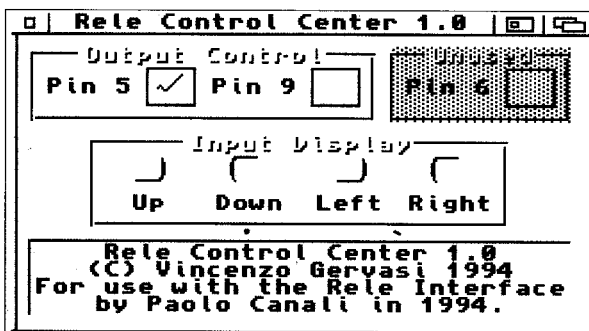 Rele Control Center 1.0
Output Control
Unused
Pin 5 Pin 9
Pin 6
Input Display
Up Down Left Right
Rele Control Center 1.0
(C) Vincenzo Gervasi 1994
For use with the Rele Interface
by Paolo Canali in 1994.